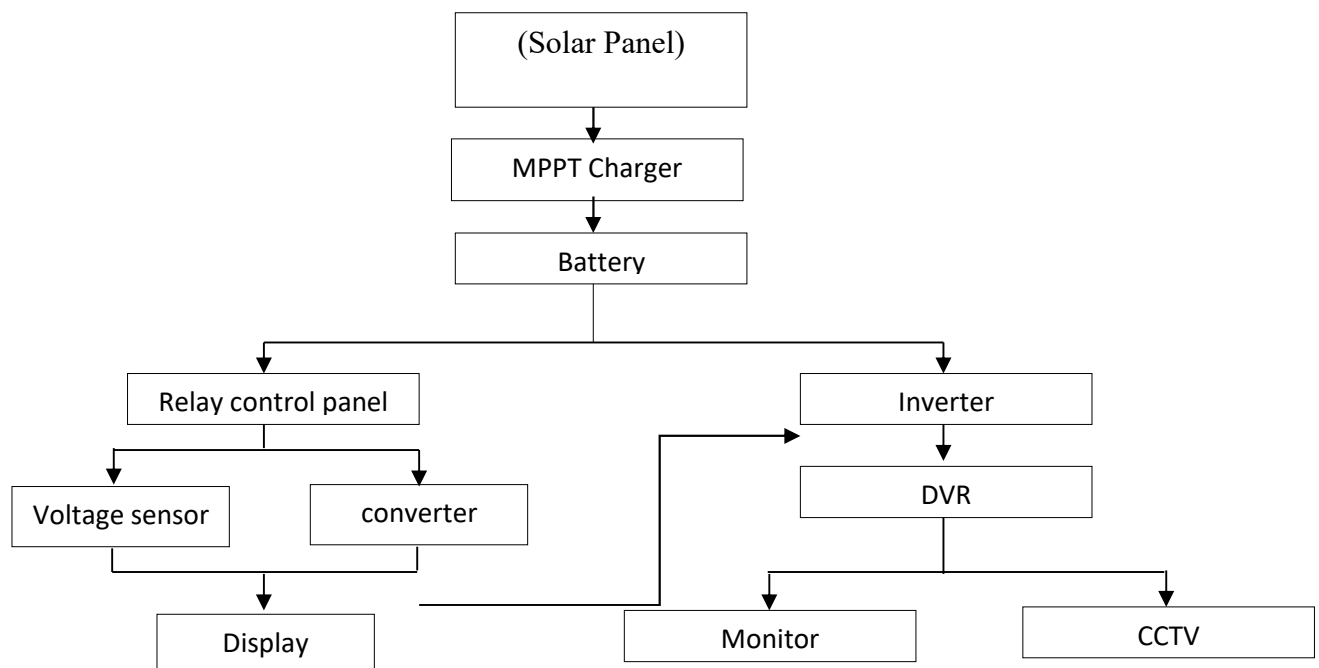 (Solar Panel)
MPPT Charger
Battery
Relay control panel
Inverter
Voltage sensor
converter
DVR
Display
Monitor
CCTV